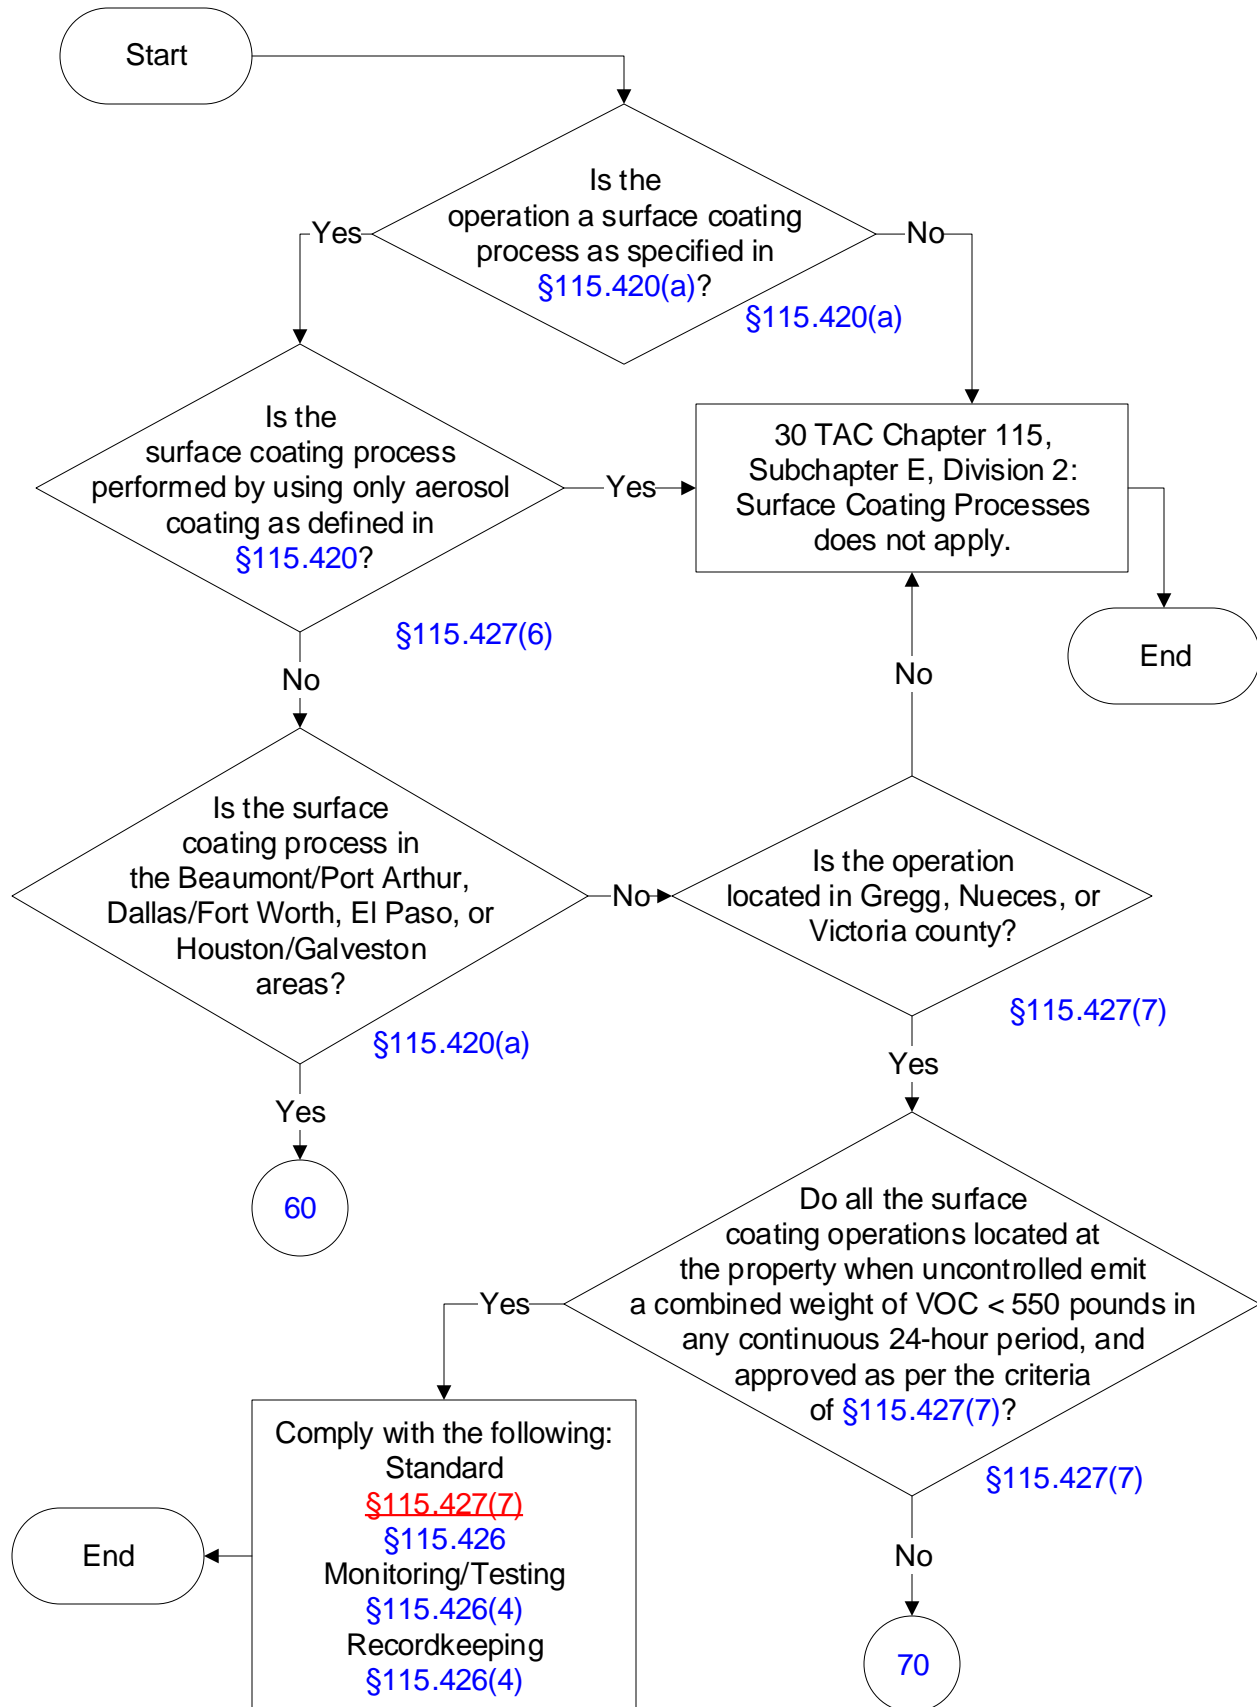 Start
Is the
operation a surface coating
process as specified in
§115.420(a)?
Yes
No
§115.420(a)
Is the
surface coating process
performed by using only aerosol
coating as defined in
§115.420?
Yes
30 TAC Chapter 115,
Subchapter E, Division 2:
Surface Coating Processes
does not apply.
§115.427(6)
No
End
No
Is the surface
coating process in
the Beaumont/Port Arthur,
Dallas/Fort Worth, El Paso, or
Houston/Galveston
areas?
No
Is the operation
located in Gregg, Nueces, or
Victoria county?
§115.427(7)
§115.420(a)
Yes
Yes
60
Do all the surface
coating operations located at
the property when uncontrolled emit
a combined weight of VOC < 550 pounds in
any continuous 24-hour period, and
approved as per the criteria
of §115.427(7)?
Yes
§115.427(7)
Comply with the following:
Standard
§115.427(7)
§115.426
Monitoring/Testing
§115.426(4)
Recordkeeping
§115.426(4)
End
No
70